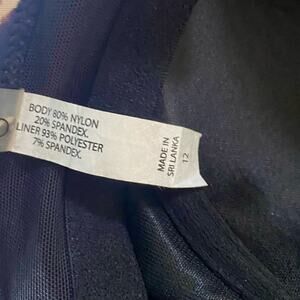 BODY 80% NYLON
20% SPANDEX.
LINER 93% POLYESTER
7% SPANDEX.
MADE IN
SRI LANKA
12